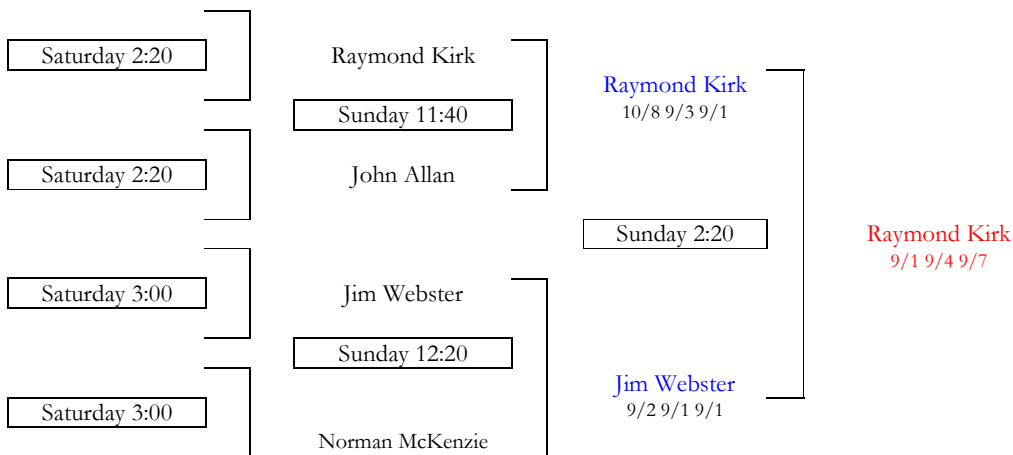 Saturday 2:20
Saturday 2:20
Saturday 3:00
Saturday 3:00
Raymond Kirk
Sunday 11:40
John Allan
Jim Webster
Sunday 12:20
Norman McKenzie
Raymond Kirk
10/8 9/3 9/1
Sunday 2:20
Jim Webster
9/2 9/1 9/1
Raymond Kirk
9/1 9/4 9/7